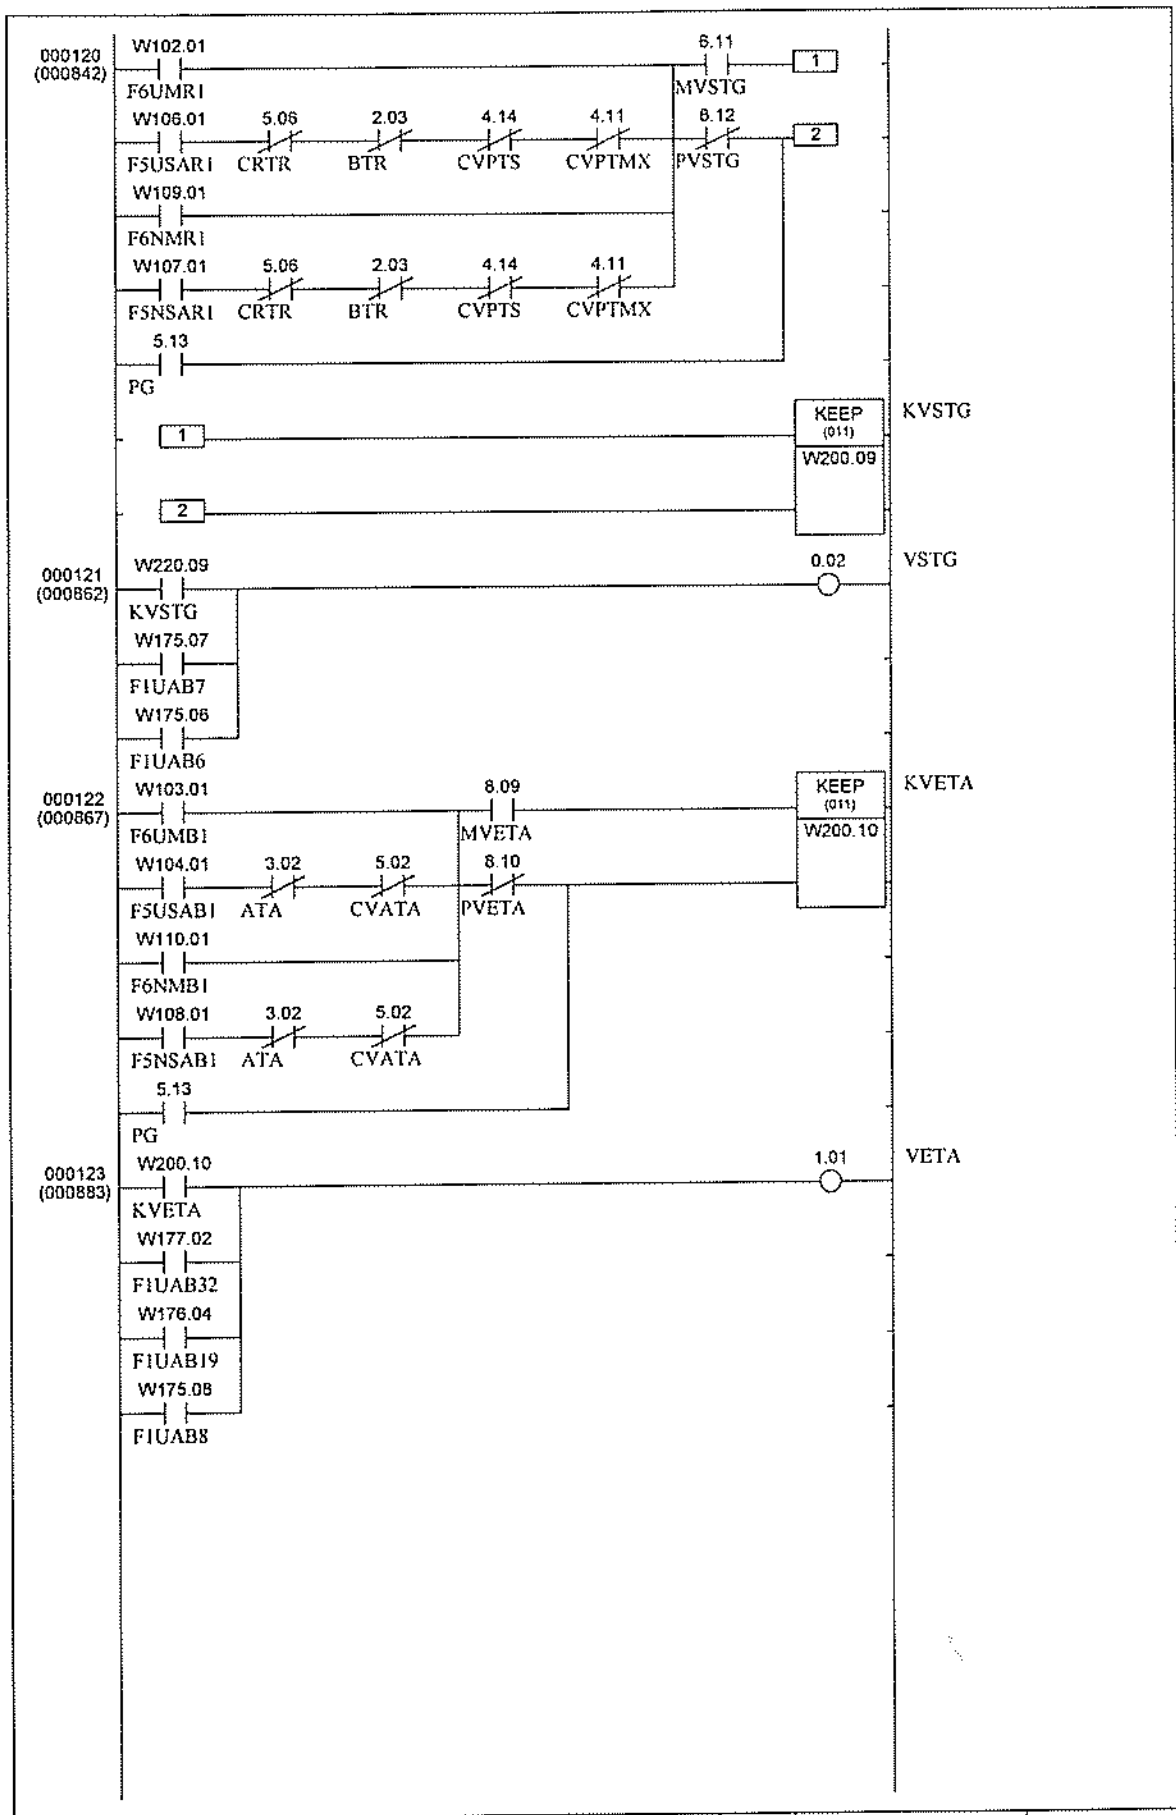 W102.01 6.11
000120
(000842) 1
F6UMR1 MVSTG
W106.01 5.06 2.03 4.14 4.11 6.12
2
F5USAR1 CRTR BTR CVPTS CVPTMX PVSTG
W109.01
F6NMR1
W107.01 5.06 2.03 4.14 4.11
F5NSAR1 CRTR BTR CVPTS CVPTMX
5.13
PG
KEEP KVSTG
1 (011)
W200.09
2
W220.09 0.02 VSTG
000121
(000862)
KVSTG
W175.07
F1UAB7
W175.06
F1UAB6
W103.01 8.09 KEEP KVETA
000122 (011)
(000867)
F6UMB1 MVETA W200.10
W104.01 3.02 5.02 8.10
F5USAB1 ATA CVATA PVETA
W110.01
F6NMB1
W108.01 3.02 5.02
F5NSAB1 ATA CVATA
5.13
PG
W200.10 1.01 VETA
000123
(000883)
KVETA
W177.02
F1UAB32
W176.04
F1UAB19
W175.08
F1UAB8